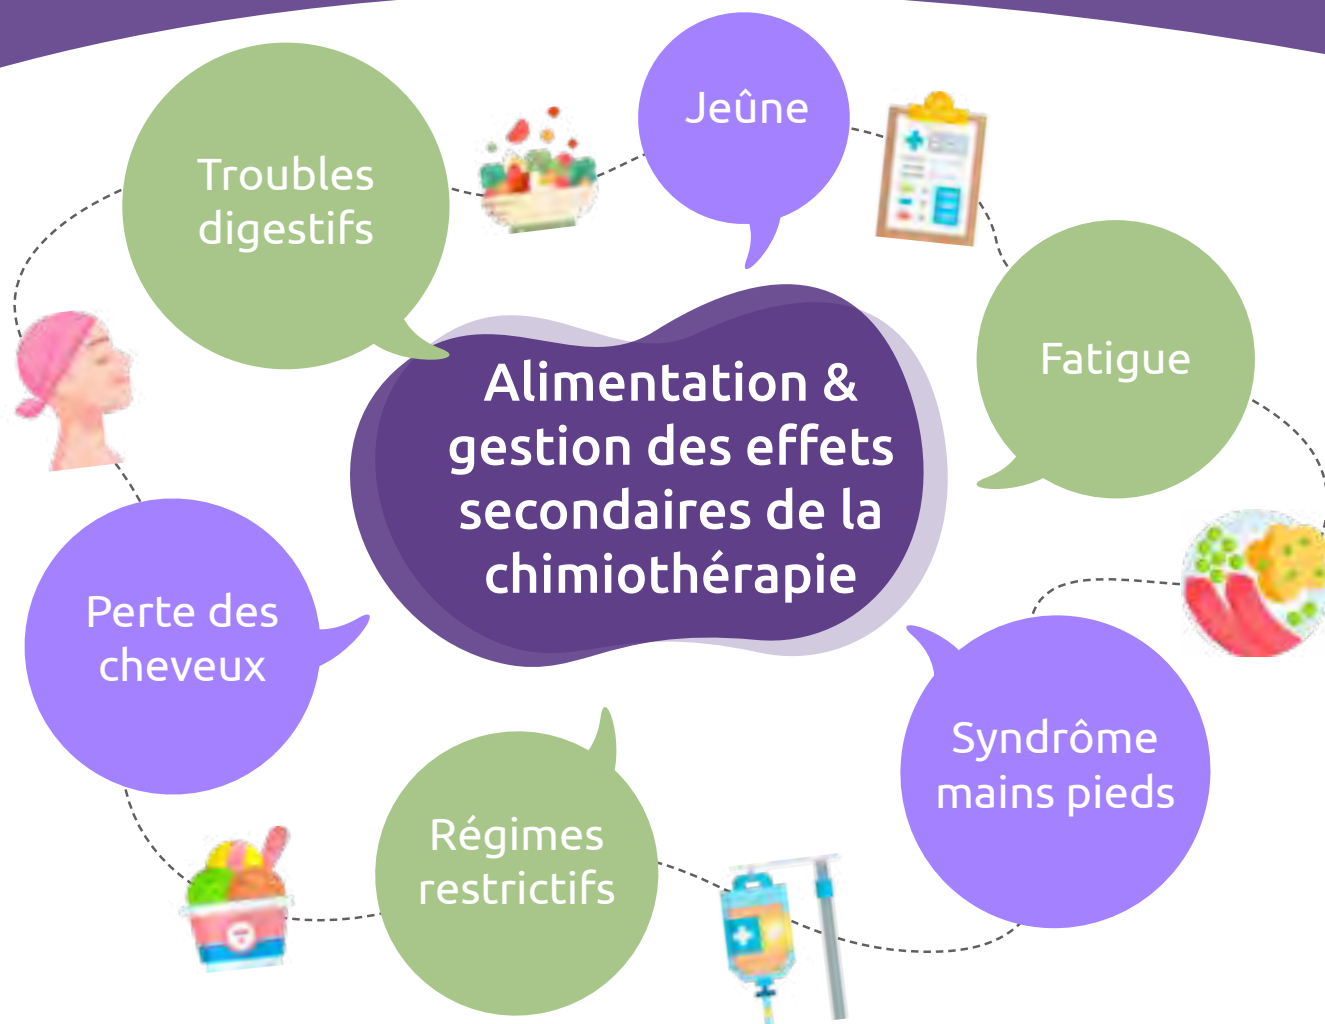 Jeûne
Troubles
digestifs
Fatigue
Alimentation &
gestion des effets
secondaires de la
chimiothérapie
Perte des
cheveux
Syndrôme
mains pieds
Régimes
restrictifs